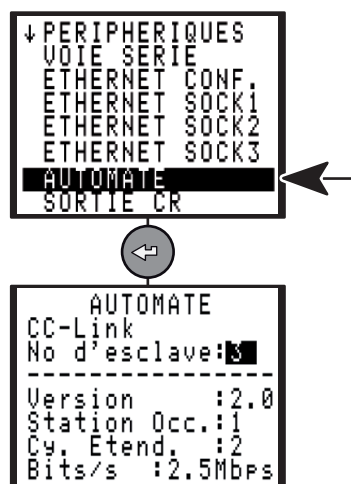 ↓PERIPHERIQUES
VOIE SERIE
ETHERNET CONF.
ETHERNET SOCK1
ETHERNET SOCK2
ETHERNET SOCK3
AUTOMATE
SORTIE CR
AUTOMATE
CC-Link
No d'esclave:3
------------------
Version :2.0
Station Occ.:1
Cy. Etend. :2
Bits/s :2.5Mbps